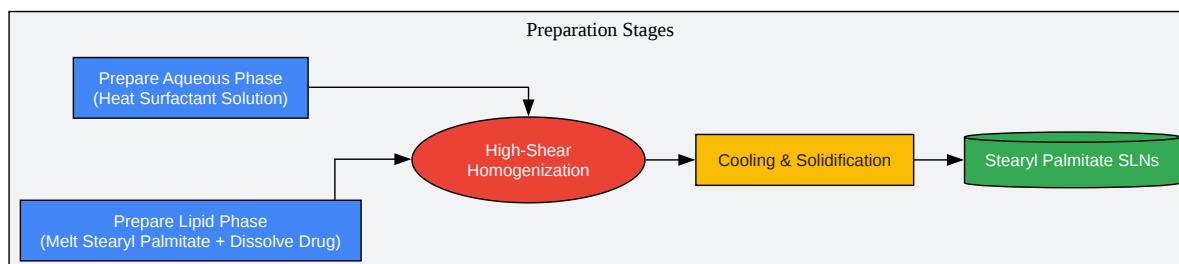 Preparation Stages
Prepare Aqueous Phase
(Heat Surfactant Solution)
High-Shear
Homogenization
Cooling & Solidification
Stearyl Palmitate SLNs
Prepare Lipid Phase
(Melt Stearyl Palmitate + Dissolve Drug)